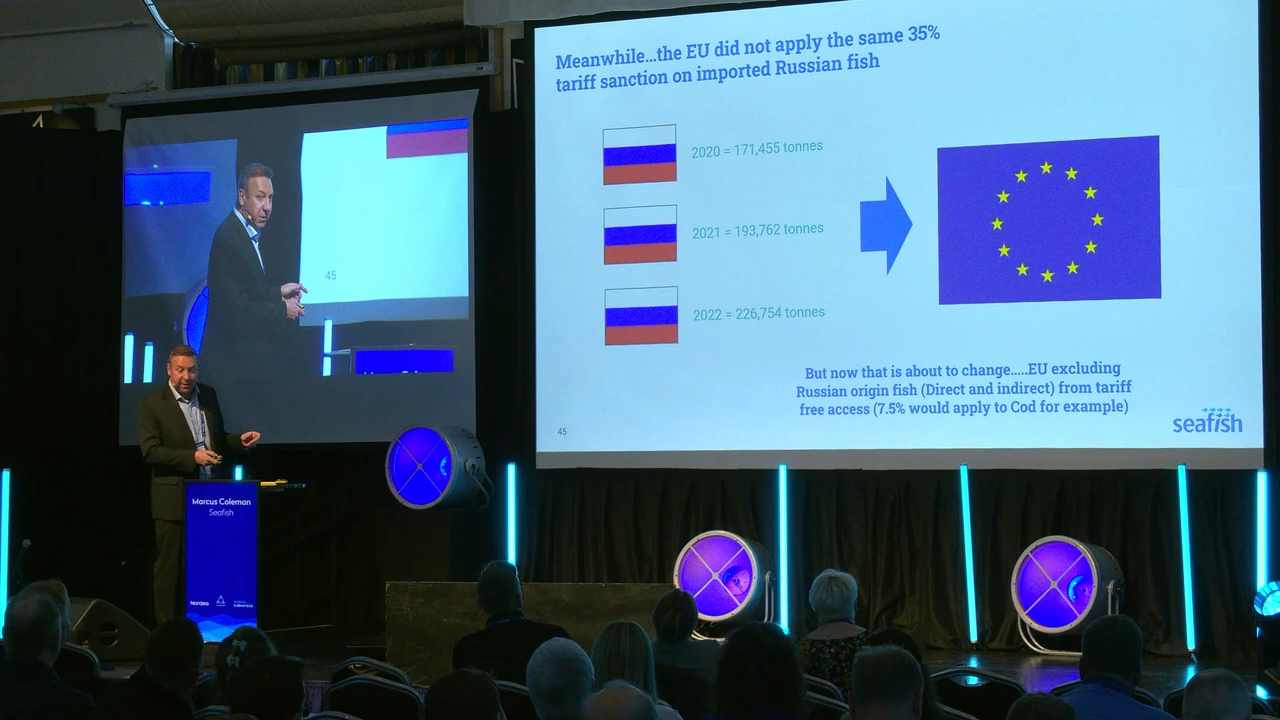 Meanwhile...the EU did not apply the same 35%
tariff sanction on imported Russian fish
2020 = 171,455 tonnes
2021 = 193,762 tonnes
2022 = 226,754 tonnes
But now that is about to change.....EU excluding
Russian origin fish (Direct and indirect) from tariff
free access (7.5% would apply to Cod for example)
45
seafish
45
Marcus Coleman
Seafish
Nordea